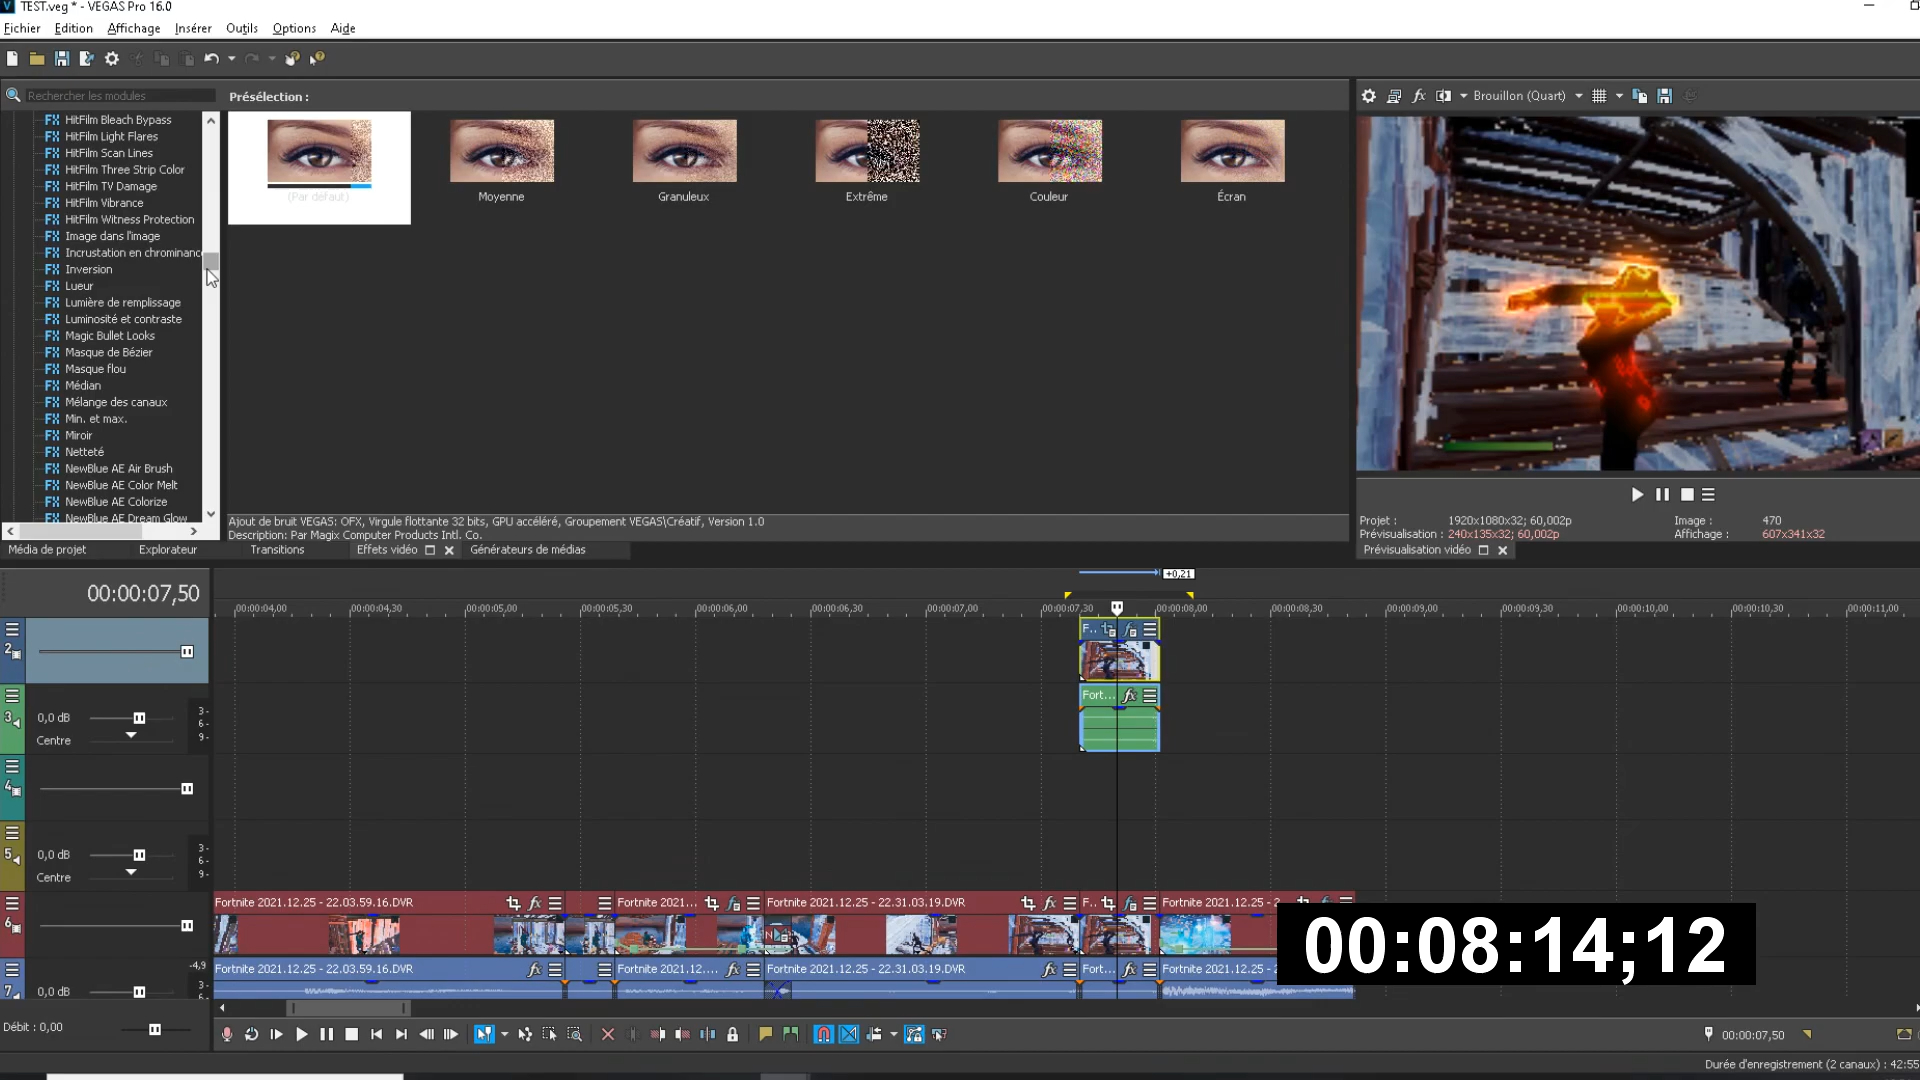 TEST.veg * - VEGAS Pro 16.0
Fichier Edition Affichage Insérer Outils Options Aide
Rechercher les modules
Présélection :
Brouillon (Quart)
HitFilm Bleach Bypass
HitFilm Light Flares
HitFilm Scan Lines
HitFilm Three Strip Color
HitFilm TV Damage
HitFilm Vibrance
HitFilm Witness Protection
Image dans l'image
Incrustation en chrominance
Inversion
Lueur
Lumière de remplissage
Luminosité et contraste
Magic Bullet Looks
Masque de Bézier
Masque flou
Médian
Mélange des canaux
Min. et max.
Miroir
Netteté
NewBlue AE Air Brush
NewBlue AE Color Melt
NewBlue AE Colorize
NewBlue AE Dream Glow
(Par défaut) Moyenne Granuleux Extrême Couleur Écran
Ajout de bruit VEGAS: OFX, Virgule flottante 32 bits, GPU accéléré, Groupement VEGAS\Créatif, Version 1.0
Description: Par Magix Computer Products Intl. Co.
Projet : 1920x1080x32; 60,002p Image : 470
Prévisualisation : 240x135x32; 60,002p Affichage : 607x341x32
Média de projet Explorateur Transitions Effets vidéo Générateurs de médias Prévisualisation vidéo
+0,21
00:00:07,50
00:00:04,00 00:00:04,30 00:00:05,00 00:00:05,30 00:00:06,00 00:00:06,30 00:00:07,00 00:00:07,30 00:00:08,00 00:00:08,30 00:00:09,00 00:00:09,30 00:00:10,00 00:00:10,30 00:00:11,00
F..
2
Fort...
3 0,0 dB 3- 6- 9-
Centre
4
5 0,0 dB 3- 6- 9-
Centre
Fortnite 2021.12.25 - 22.03.59.16.DVR Fortnite 2021... Fortnite 2021.12.25 - 22.31.03.19.DVR F.. Fortnite 2021.12.25 - 2
6
00:08:14;12
Fortnite 2021.12.25 - 22.03.59.16.DVR Fortnite 2021.12.... Fortnite 2021.12.25 - 22.31.03.19.DVR Fort... Fortnite 2021.12.25 - 2
-4,9
7 0,0 dB 3- 6-
Débit : 0,00
00:00:07,50
Durée d'enregistrement (2 canaux) : 42:55